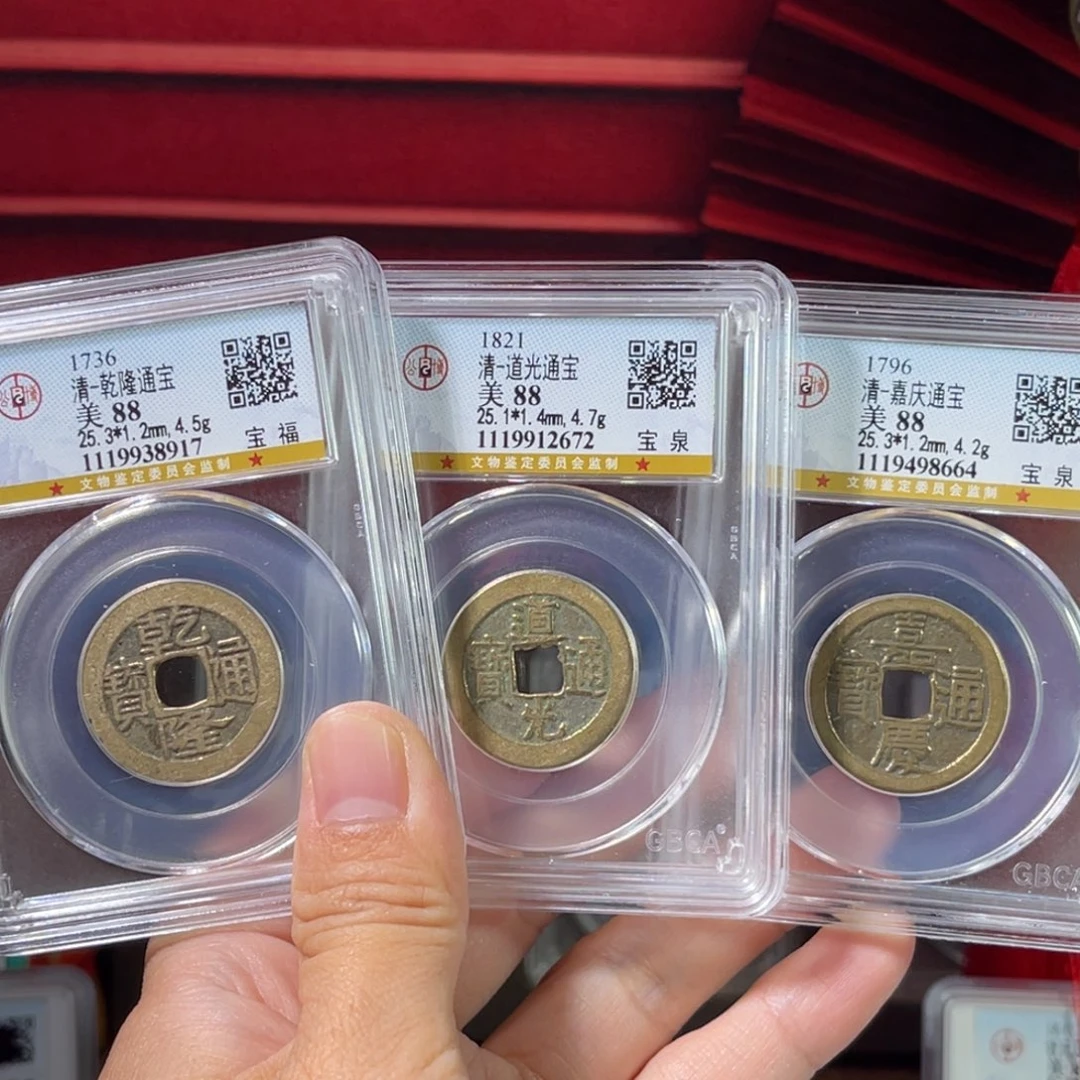 1736
清-乾隆通宝
美 88
25.3*1.2mm, 4.5g
1119938917
宝 福
★ 文物鉴定委员会监制 ★
乾隆通寶
1821
清-道光通宝
美 88
25.1*1.4mm, 4.7g
1119912672
宝 泉
★ 文物鉴定委员会监制 ★
道光通寶
GBCA
GBCA
1796
清-嘉庆通宝
美 88
25.3*1.2mm, 4.2g
1119498664
宝 泉
★ 文物鉴定委员会监制 ★
嘉慶通寶
GBCA